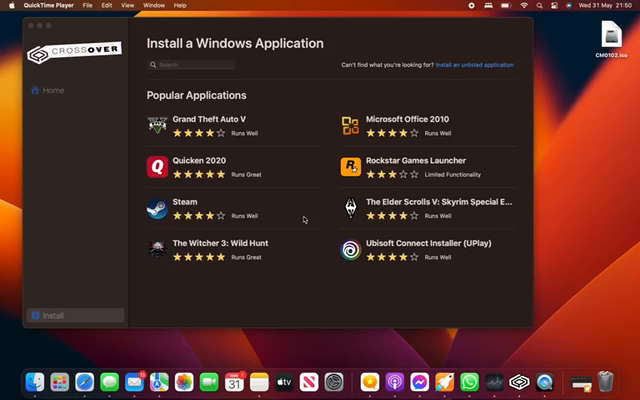 QuickTime Player File Edit View Window Help Wed 31 May 21:50
CROSSOVER
Home
Install
Install a Windows Application
Search
Can't find what you're looking for? Install an unlisted application
Popular Applications
Grand Theft Auto V
Runs Well
Microsoft Office 2010
Runs Well
Quicken 2020
Runs Great
Rockstar Games Launcher
Limited Functionality
Steam
Runs Well
The Elder Scrolls V: Skyrim Special E...
Runs Well
The Witcher 3: Wild Hunt
Runs Great
Ubisoft Connect Installer (UPlay)
Runs Well
CM0102.iso
31
tv